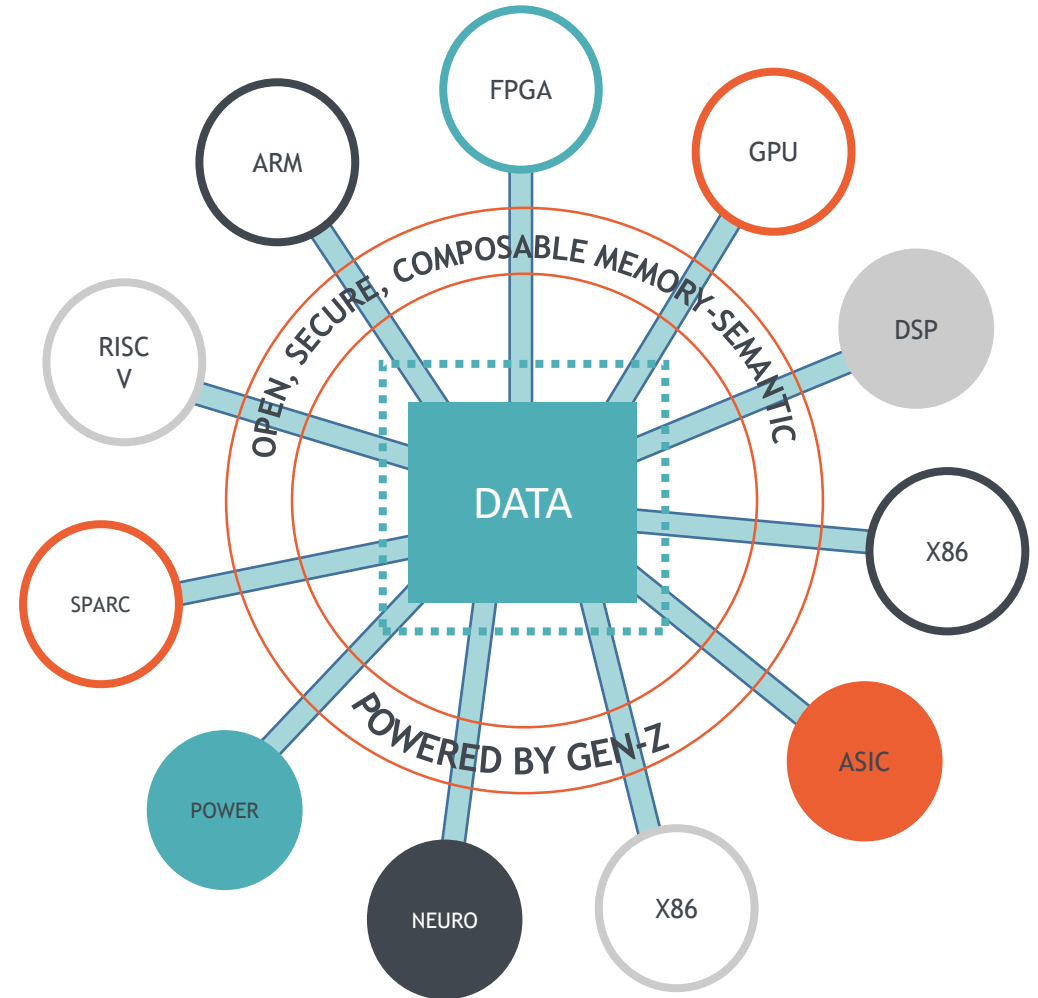 FPGA
GPU
ARM
OPEN, SECURE, COMPOSABLE MEMORY-SEMANTIC
DSP
RISC
V
DATA
X86
SPARC
POWERED BY GEN-Z
ASIC
POWER
X86
NEURO